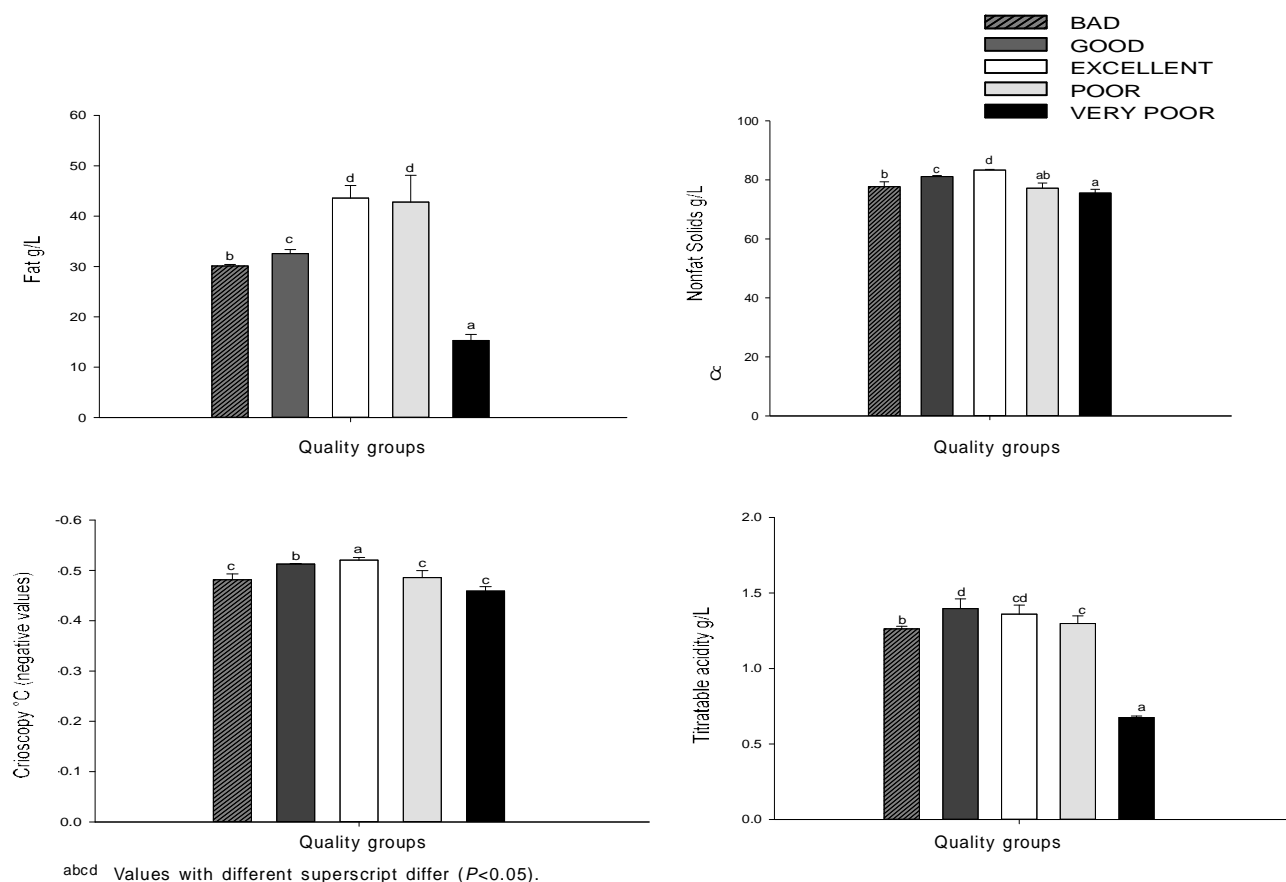 BAD
GOOD
EXCELLENT
POOR
VERY POOR
60
50
40
30
20
10
0
Fat g/L
b
c
d
d
a
Quality groups
100
80
60
40
20
0
Nonfat Solids g/L
Cc
b
c
d
ab
a
Quality groups
-0.6
-0.5
-0.4
-0.3
-0.2
-0.1
0.0
Crioscopy °C (negative values)
c
b
a
c
c
Quality groups
2.0
1.5
1.0
0.5
0.0
Titratable acidity g/L
b
d
cd
c
a
Quality groups
abcd Values with different superscript differ (P<0.05).